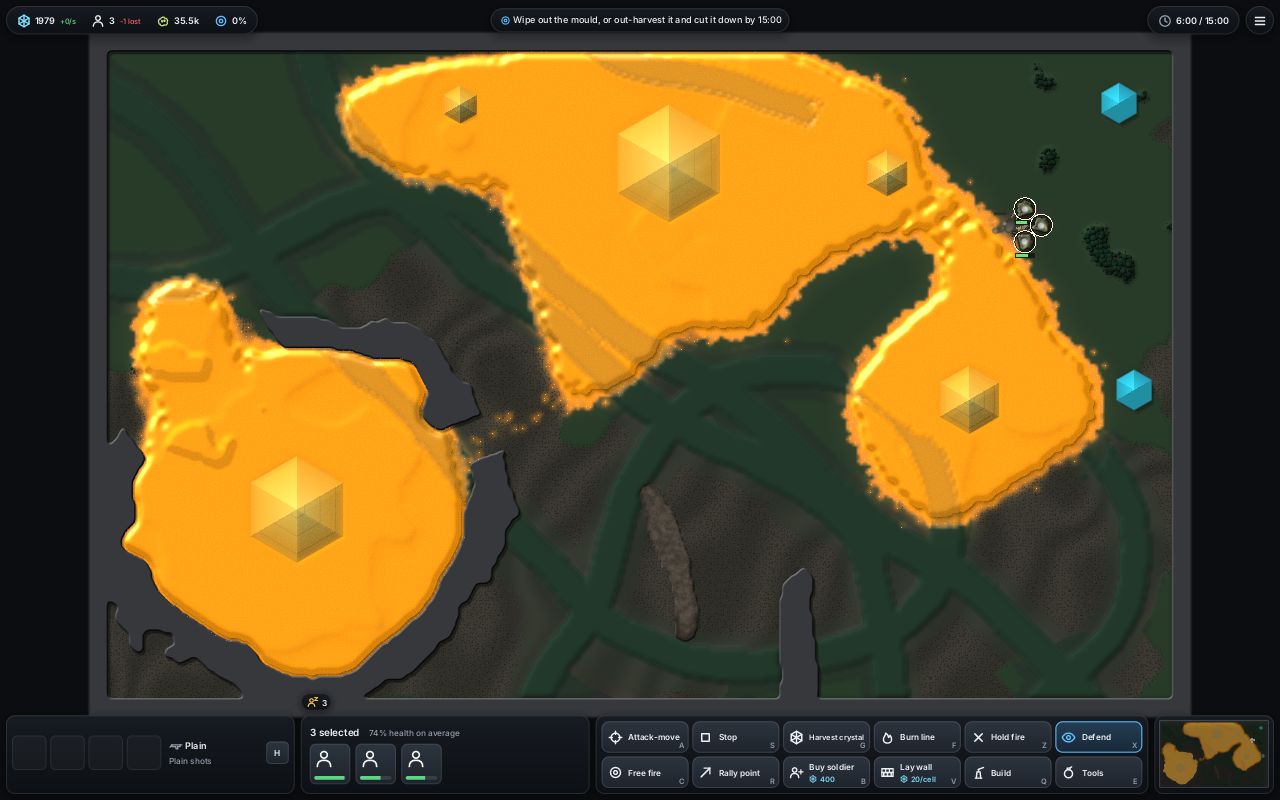 1979 +0/s 3 -1 lost 35.5k 0%
Wipe out the mould, or out-harvest it and cut it down by 15:00
6:00 / 15:00
3
Plain
Plain shots
H
3 selected 74% health on average
Attack-move A
Stop S
Harvest crystal G
Burn line F
Hold fire Z
Defend X
Free fire C
Rally point R
Buy soldier 400 B
Lay wall 20/cell V
Build Q
Tools E